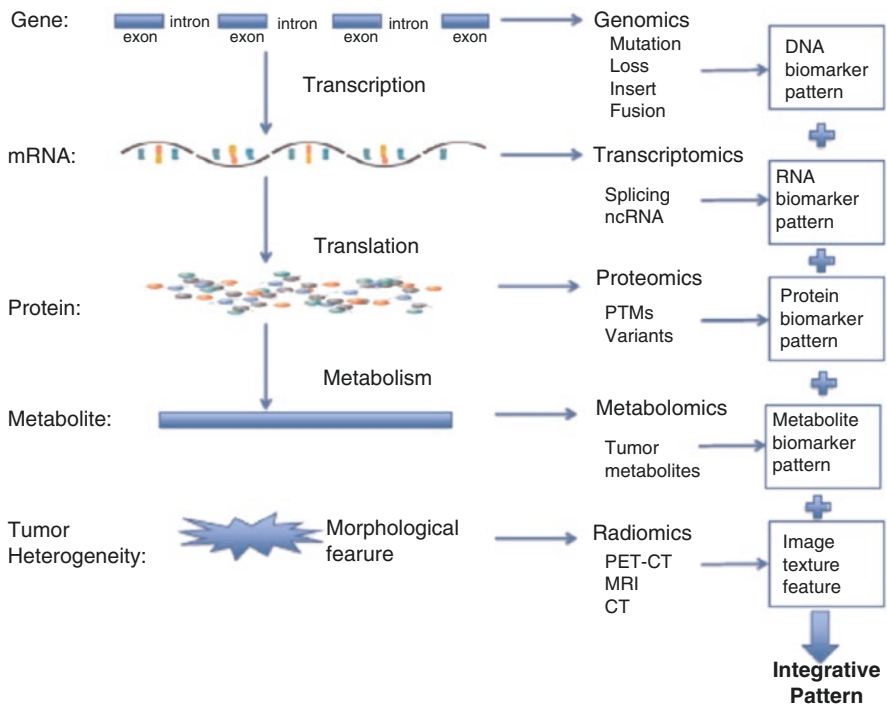 Gene:
intron
intron
intron
exon
exon
exon
exon
Genomics
Mutation
Loss
Insert
Fusion
DNA
biomarker
pattern
Transcription
mRNA:
Transcriptomics
Splicing
ncRNA
RNA
biomarker
pattern
Translation
Protein:
Proteomics
PTMs
Variants
Protein
biomarker
pattern
Metabolism
Metabolite:
Metabolomics
Tumor
metabolites
Metabolite
biomarker
pattern
Tumor
Heterogeneity:
Morphological
fearure
Radiomics
PET-CT
MRI
CT
Image
texture
feature
Integrative
Pattern